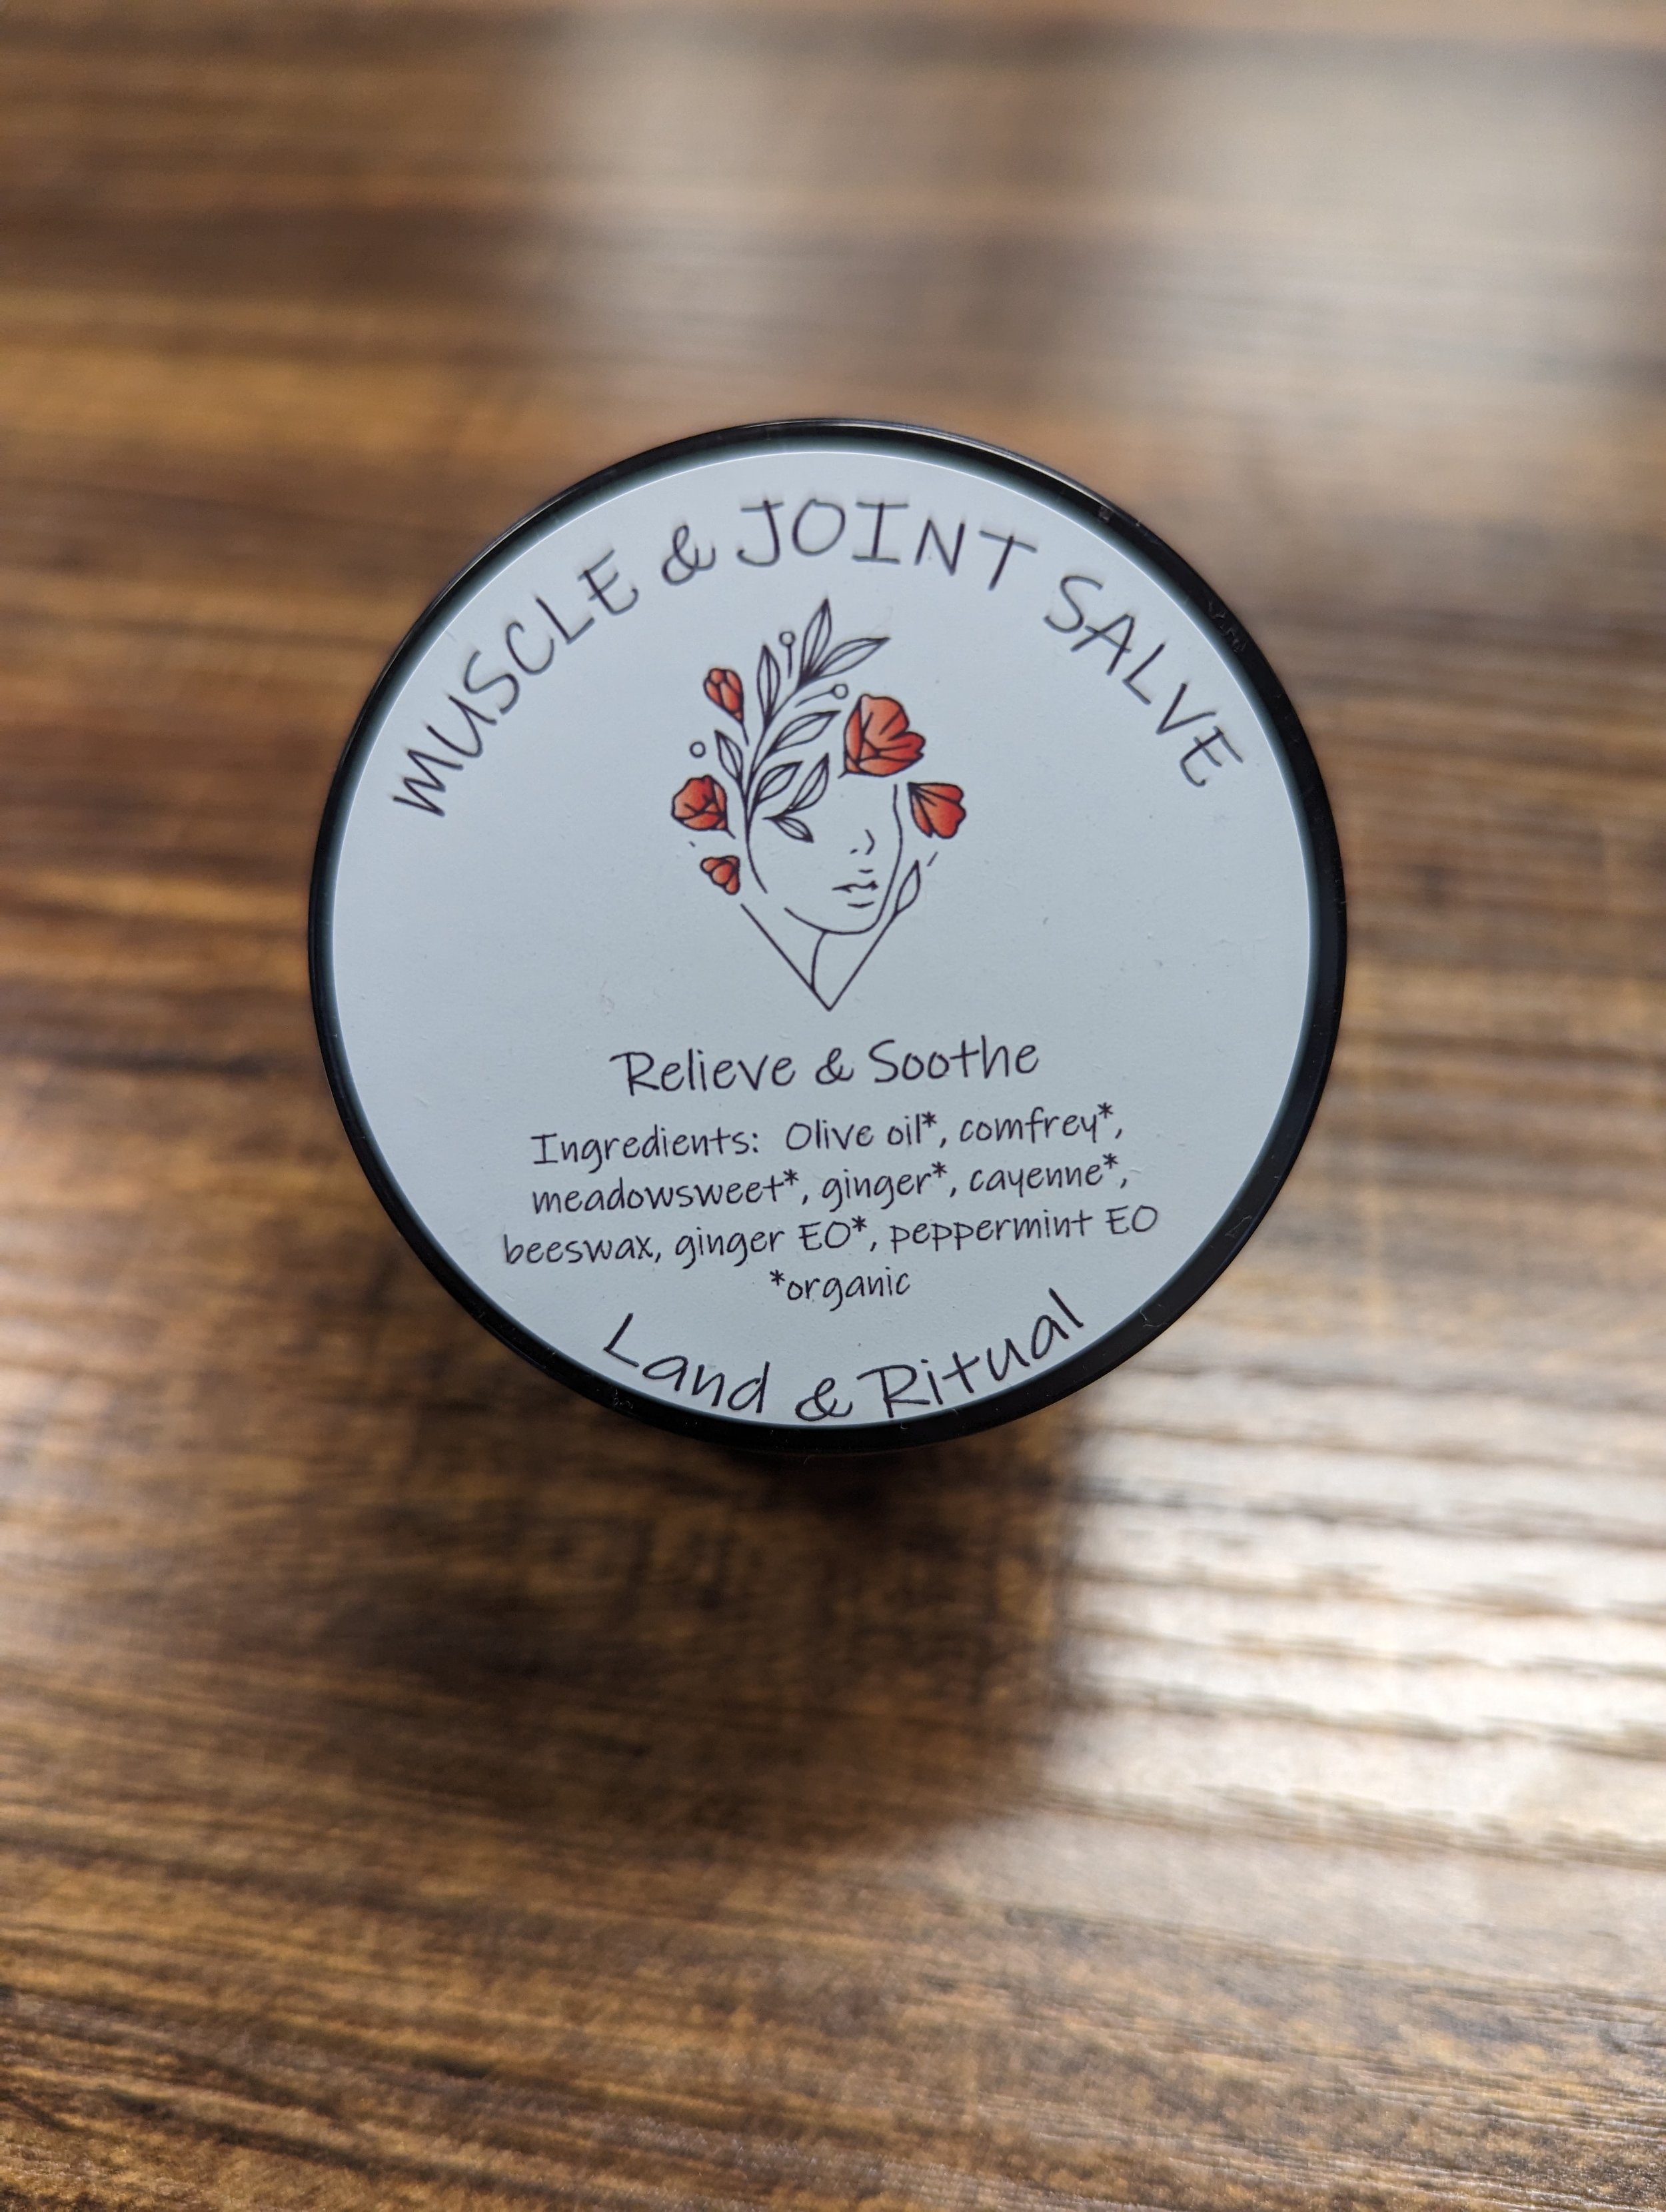 MUSCLE & JOINT SALVE
Relieve & Soothe
Ingredients: Olive oil*, comfrey*,
meadowsweet*, ginger*, cayenne*,
beeswax, ginger EO*, peppermint EO
*organic
Land & Ritual